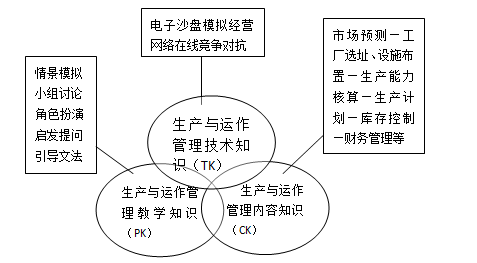 电子沙盘模拟经营
网络在线竞争对抗
市场预测－工
厂选址、设施布
置－生产能力
核算－生产计
划－库存控制
－财务管理等
情景模拟
小组讨论
角色扮演
启发提问
引导文法
生产与运作
管理技术知
识（TK）
生产与运作管
理教学知识
（PK）
生产与运作
管理内容知识
（CK）